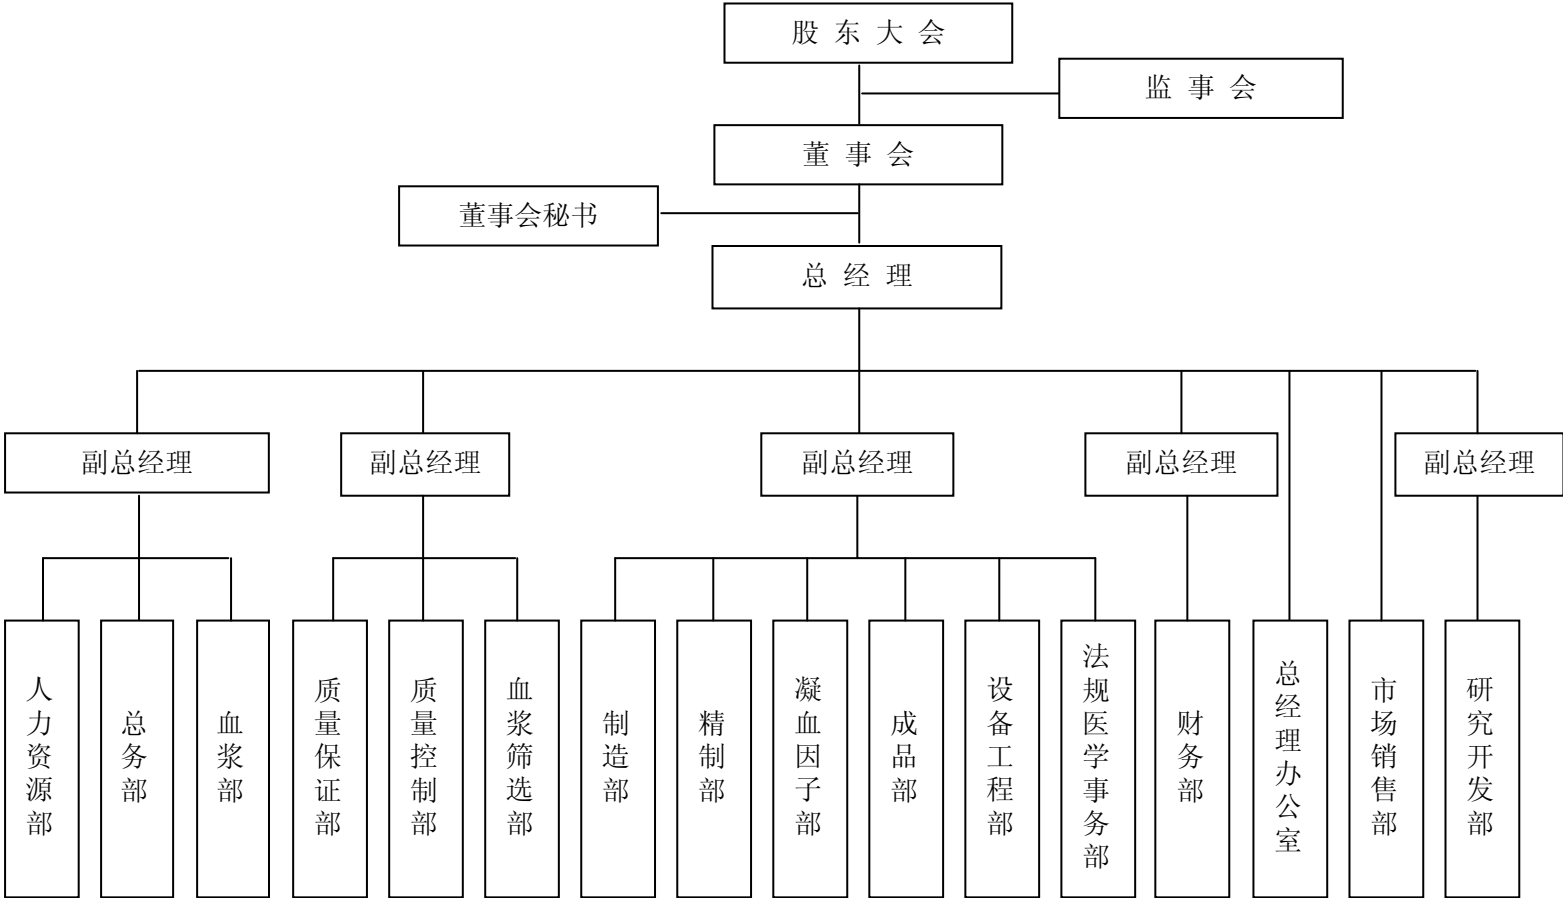 股 东 大 会
监 事 会
董 事 会
董事会秘书
总 经 理
副总经理
副总经理
副总经理
副总经理
副总经理
人力资源部
总务部
血浆部
质量保证部
质量控制部
血浆筛选部
制造部
精制部
凝血因子部
成品部
设备工程部
法规医学事务部
财务部
总经理办公室
市场销售部
研究开发部